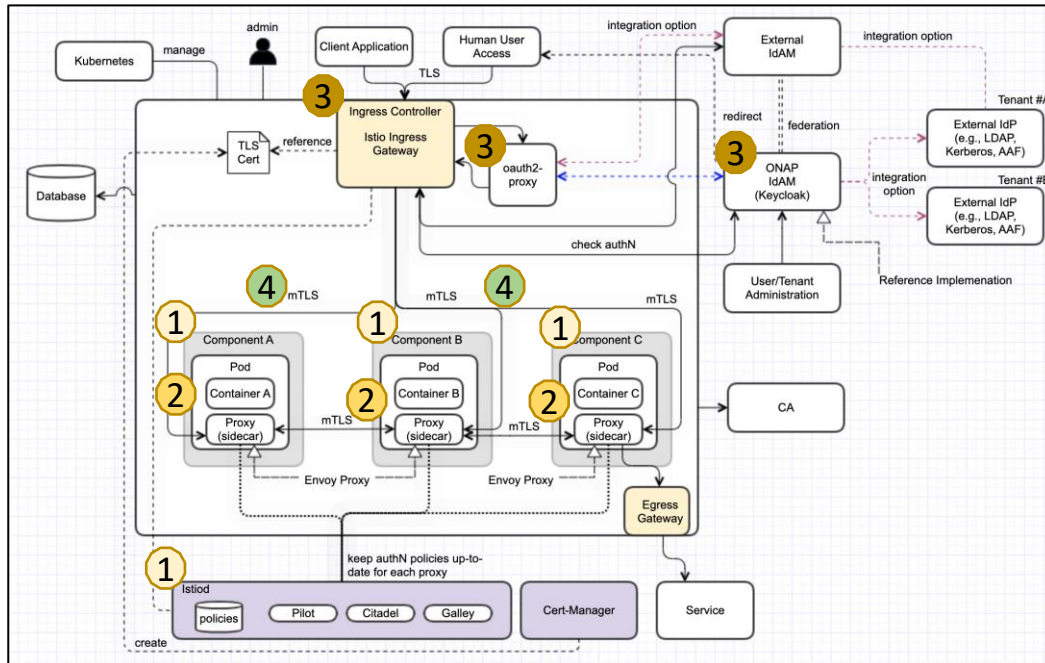 admin
Kubernetes
manage
Client Application
Human User
Access
TLS
External
IdAM
integration option
integration option
3
Ingress Controller
Istio Ingress
Gateway
reference
TLS
Cert
3
oauth2-
proxy
redirect
federation
3
ONAP
IdAM
(Keycloak)
integration
option
Tenant #A
External IdP
(e.g., LDAP,
Kerberos, AAF)
Tenant #B
External IdP
(e.g., LDAP,
Kerberos, AAF)
Database
check authN
User/Tenant
Administration
Reference Implemenation
4
mTLS
mTLS
4
mTLS
1
Component A
Pod
Container A
2
Proxy
(sidecar)
mTLS
1
Component B
Pod
Container B
2
Proxy
(sidecar)
mTLS
1
Component C
Pod
Container C
2
Proxy
(sidecar)
CA
Envoy Proxy
Envoy Proxy
Egress
Gateway
keep authN policies up-to-
date for each proxy
1
Istiod
policies
Pilot
Citadel
Galley
Cert-Manager
Service
create